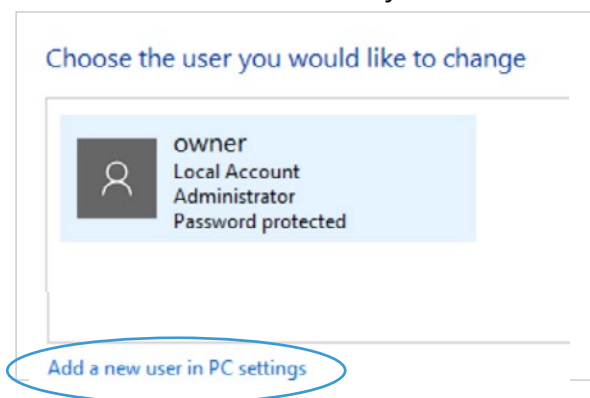 Choose the user you would like to change
owner
Local Account
Administrator
Password protected
Add a new user in PC settings